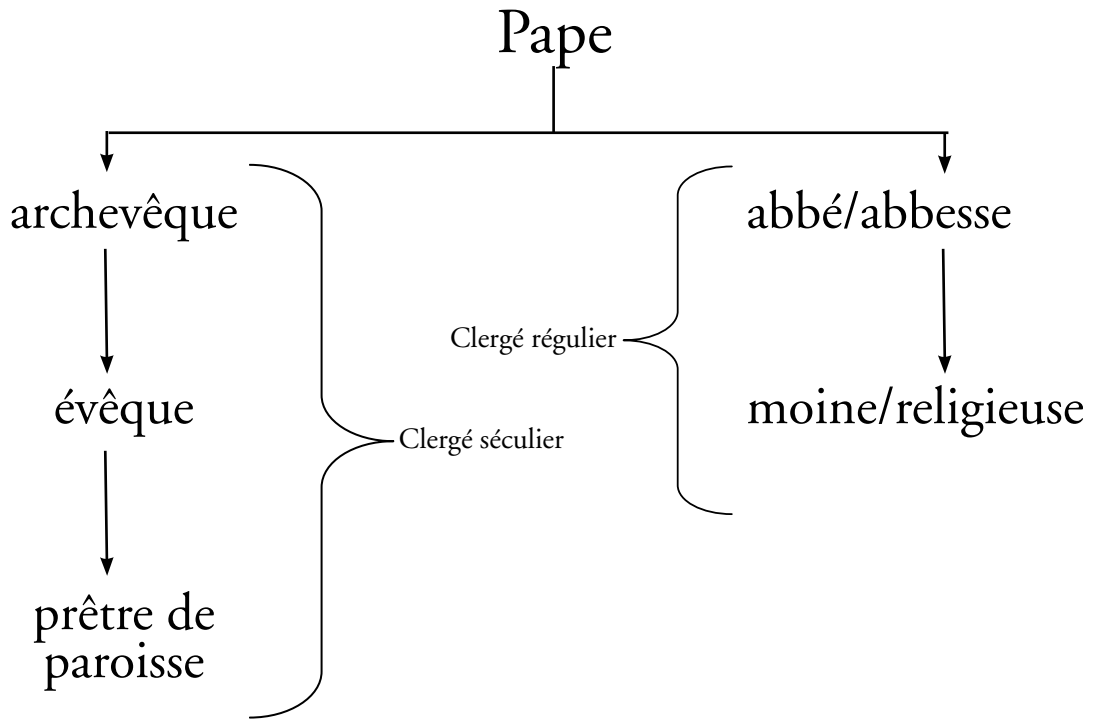 Pape
archevêque
abbé/abbesse
Clergé régulier
évêque
moine/religieuse
Clergé séculier
prêtre de
paroisse